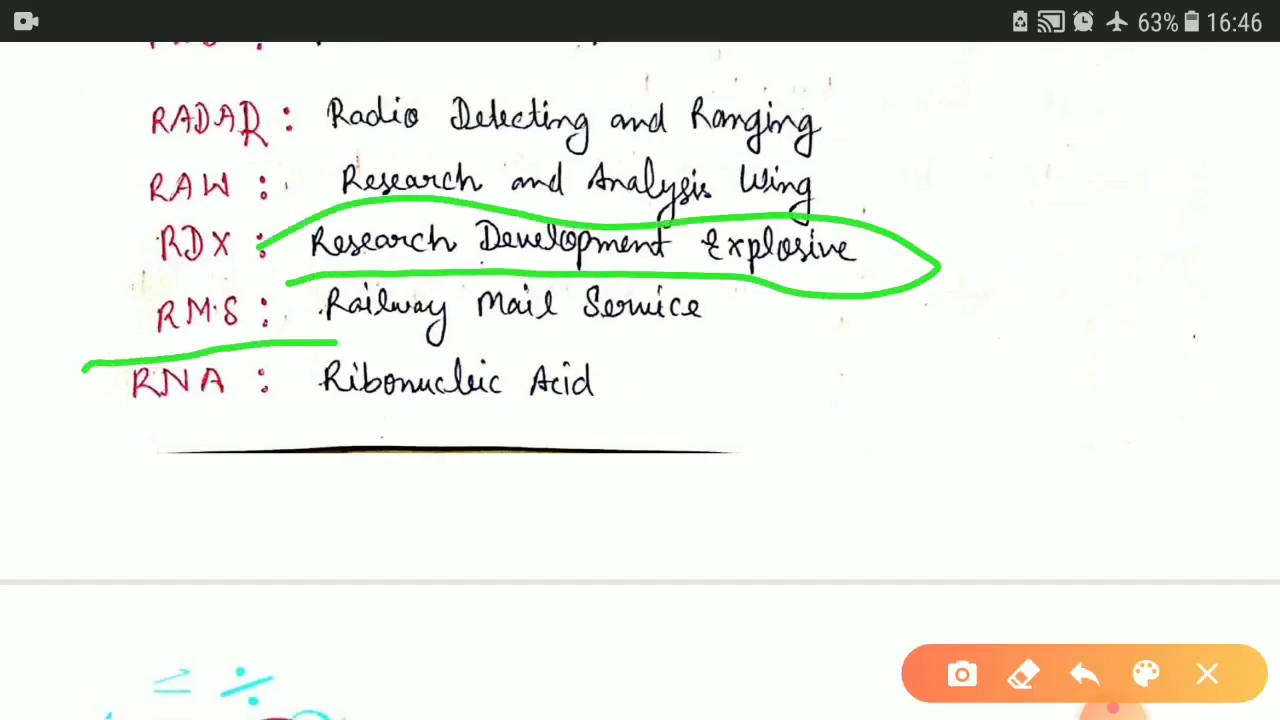 63% 16:46
RADAR : Radio Detecting and Ranging
RAW : Research and Analysis Wing
RDX : Research Development Explosive
RMS : Railway Mail Service
RNA : Ribonucleic Acid
≤ ÷